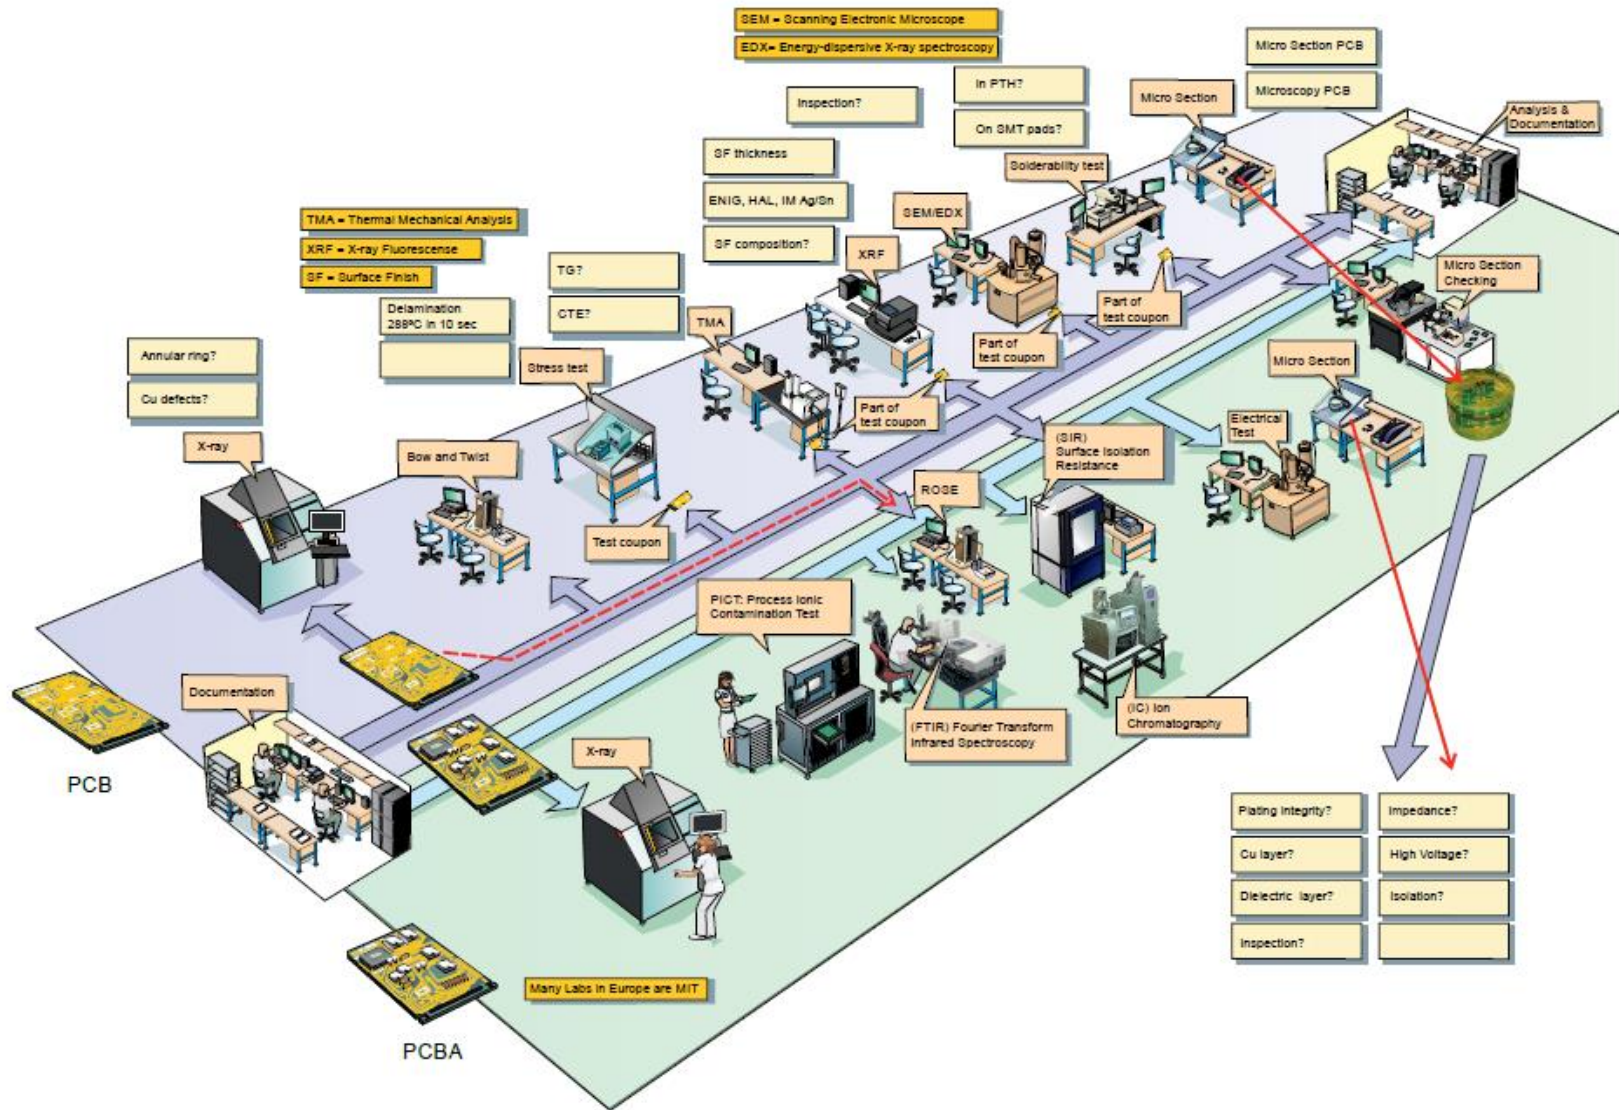 SEM = Scanning Electronic Microscope
EDX= Energy-dispersive X-ray spectroscopy
Micro Section PCB
Microscopy PCB
In PTH?
On SMT pads?
Inspection?
Micro Section
Analysis &
Documentation
SF thickness
ENIG, HAL, IM Ag/Sn
SF composition?
Solderability test
SEM/EDX
XRF
TMA = Thermal Mechanical Analysis
XRF = X-ray Fluorescense
SF = Surface Finish
TG?
CTE?
Delamination
288ºC in 10 sec
TMA
Stress test
Annular ring?
Cu defects?
X-ray
Bow and Twist
Test coupon
Part of
test coupon
Part of
test coupon
Part of
test coupon
Micro Section
Checking
Micro Section
Electrical
Test
(SIR)
Surface Isolation
Resistance
ROSE
PICT: Process Ionic
Contamination Test
(FTIR) Fourier Transform
Infrared Spectroscopy
(IC) Ion
Chromatography
Documentation
X-ray
PCB
PCBA
Many Labs in Europe are MIT
Plating Integrity?
Impedance?
Cu layer?
High Voltage?
Dielectric layer?
Isolation?
Inspection?